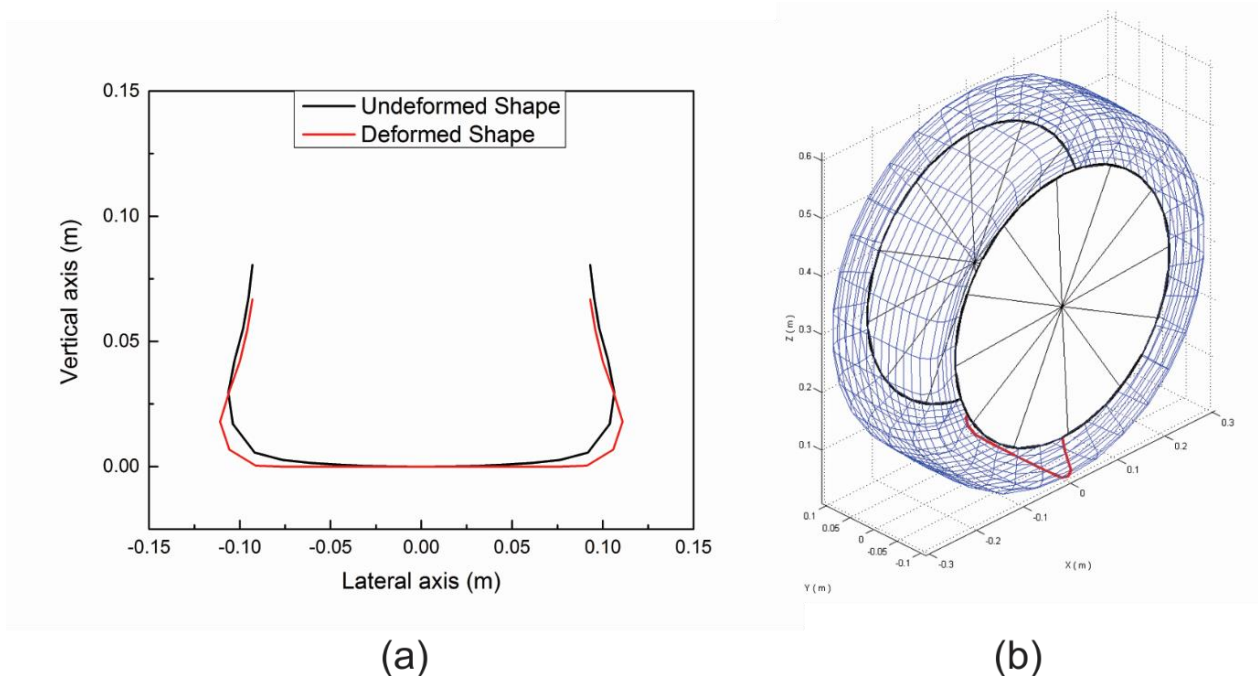 0.15
Undeformed Shape
Deformed Shape
0.10
0.05
0.00
Vertical axis (m)
-0.15 -0.10 -0.05 0.00 0.05 0.10 0.15
Lateral axis (m)
(a)
0.6
0.5
0.4
0.3
0.2
0.1
Z ( m )
0.1
0.05
0
-0.05
-0.1
Y ( m )
-0.3
-0.2
-0.1
0
0.1
0.2
0.3
X ( m )
(b)